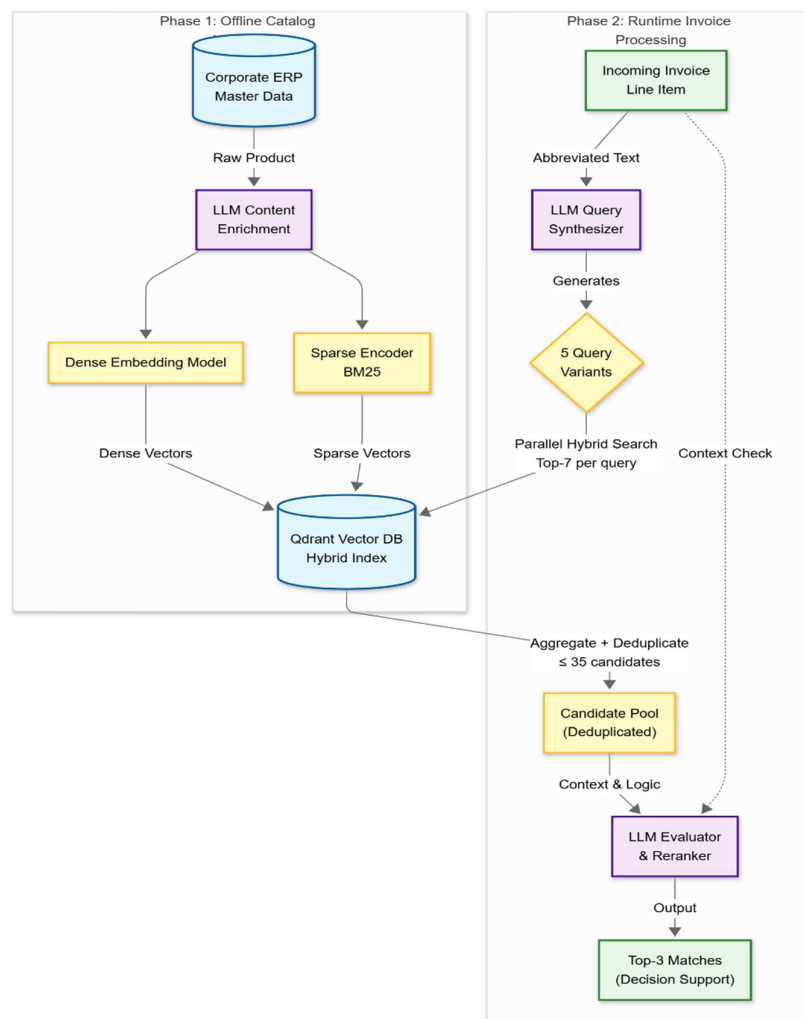 Phase 1: Offline Catalog
Corporate ERP
Master Data
Raw Product
LLM Content
Enrichment
Dense Embedding Model
Sparse Encoder
BM25
Dense Vectors
Sparse Vectors
Qdrant Vector DB
Hybrid Index
Phase 2: Runtime Invoice
Processing
Incoming Invoice
Line Item
Abbreviated Text
LLM Query
Synthesizer
Generates
5 Query
Variants
Parallel Hybrid Search
Top-7 per query
Context Check
Aggregate + Deduplicate
≤ 35 candidates
Candidate Pool
(Deduplicated)
Context & Logic
LLM Evaluator
& Reranker
Output
Top-3 Matches
(Decision Support)